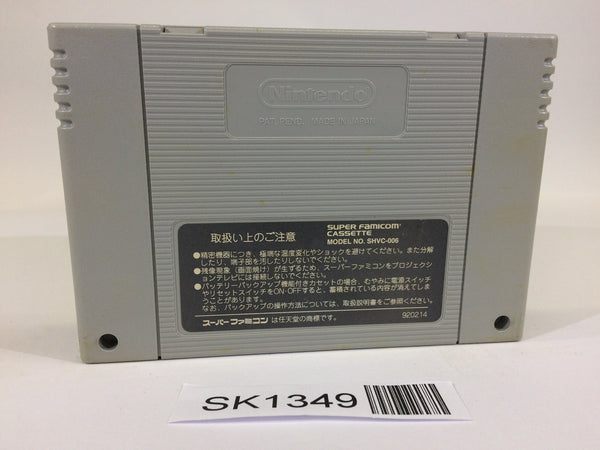 Nintendo
PAT. PEND. MADE IN JAPAN
取扱い上のご注意
SUPER FAMICOM
CASSETTE
MODEL NO. SHVC-006
●精密機器につき、極端な温度変化やショックを避けてください。また分解
したり、端子部を汚したりしないでください。
●残像現象（画面焼け）が生ずるため、スーパーファミコンをプロジェクシ
ョンテレビには接続しないでください。
●バッテリーバックアップ機能付きカセットの場合、むやみに電源スイッチ
やリセットスイッチをON・OFFすると、蓄積されている内容が消えてしま
うことがあります。
なお、バックアップの操作方法については、取扱説明書をご参照ください。
スーパーファミコン は任天堂の商標です。
920214
SK1349